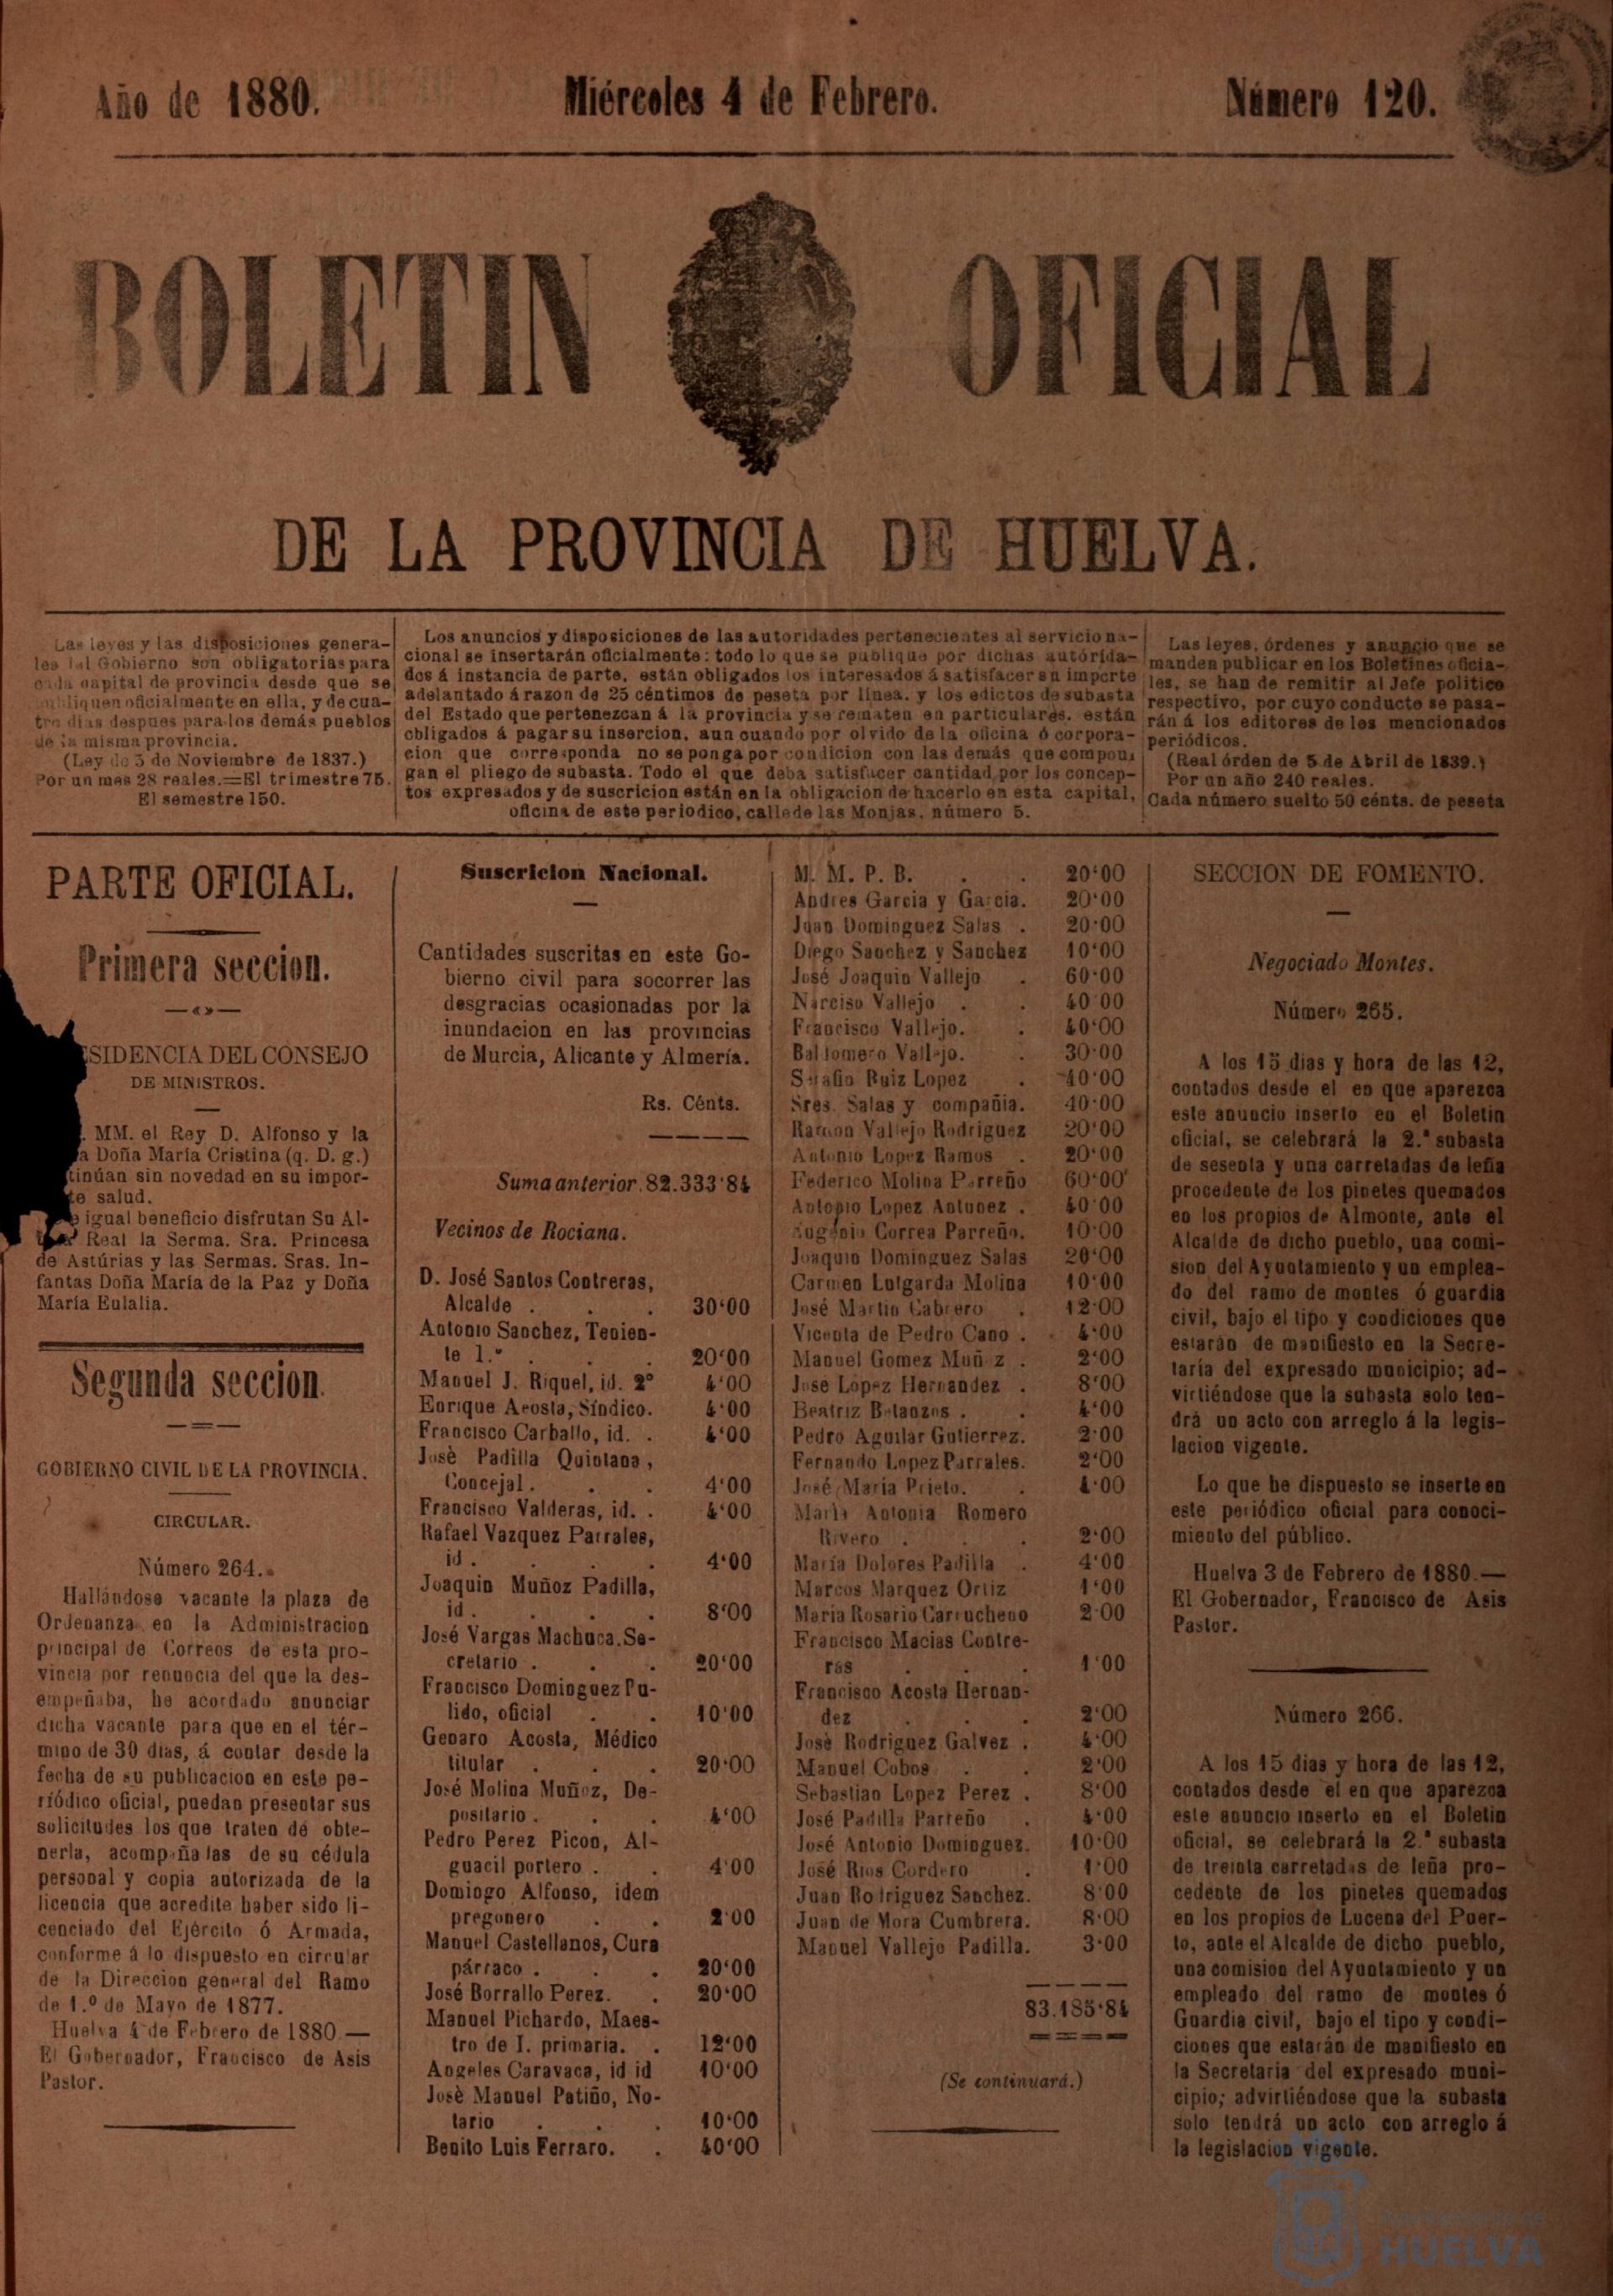 Año de 1880.
Miércoles 4 de Febrero.
Número 120.
BOLETIN OFICIAL
DE LA PROVINCIA DE HUELVA.
Las leyes y las disposiciones genera-
les del Gobierno son obligatorias para
cada capital de provincia desde que se
publiquen oficialmente en ella, y de cua-
tro dias despues para los demás pueblos
de la misma provincia.
(Ley de 3 de Noviembre de 1837.)
Por un mes 28 reales.=El trimestre 75.
El semestre 150.
Los anuncios y disposiciones de las autoridades pertenecientes al servicio na-
cional se insertarán oficialmente: todo lo que se publique por dichas autorida-
des á instancia de parte, están obligados los interesados á satisfacer su importe
adelantado á razon de 25 céntimos de peseta por linea, y los edictos de subasta
del Estado que pertenezcan á la provincia y se rematen en particulares, están
obligados á pagar su insercion, aun cuando por olvido de la oficina ó corpora-
cion que corresponda no se ponga por condicion con las demás que compon,
gan el pliego de subasta. Todo el que deba satisfacer cantidad por los concep-
tos expresados y de suscricion están en la obligacion de hacerlo en esta capital,
oficina de este periodico, calle de las Monjas, número 5.
Las leyes, órdenes y anuncio que se
manden publicar en los Boletines oficia-
les, se han de remitir al Jefe politico
respectivo, por cuyo conducto se pasa-
rán á los editores de los mencionados
periódicos.
(Real órden de 5 de Abril de 1839.)
Por un año 240 reales.
Cada número suelto 50 cénts. de peseta
PARTE OFICIAL.
Primera seccion.
SIDENCIA DEL CONSEJO
DE MINISTROS.
MM. el Rey D. Alfonso y la
a Doña María Cristina (q. D. g.)
tinúan sin novedad en su impor-
te salud.
igual beneficio disfrutan Su Al-
Real la Serma. Sra. Princesa
de Astúrias y las Sermas. Sras. In-
fantas Doña María de la Paz y Doña
María Eulalia.
Segunda seccion.
GOBIERNO CIVIL DE LA PROVINCIA.
CIRCULAR.
Número 264.
Hallándose vacante la plaza de
Ordenanza en la Administracion
principal de Correos de esta pro-
vincia por renuncia del que la des-
empeñaba, he acordado anunciar
dicha vacante para que en el tér-
mino de 30 dias, á contar desde la
fecha de su publicacion en este pe-
riódico oficial, puedan presentar sus
solicitudes los que traten de obte-
nerla, acompañalas de su cédula
personal y copia autorizada de la
licencia que acredite haber sido li-
cenciado del Ejército ó Armada,
conforme á lo dispuesto en circular
de la Direccion general del Ramo
de 1.º de Mayo de 1877.
Huelva 4 de Febrero de 1880.—
El Gobernador, Francisco de Asis
Pastor.
Suscricion Nacional.
Cantidades suscritas en este Go-
bierno civil para socorrer las
desgracias ocasionadas por la
inundacion en las provincias
de Murcia, Alicante y Almería.
Rs. Cénts.
Suma anterior. 82.333'84
Vecinos de Rociana.
D. José Santos Contreras,
Alcalde . . . 30'00
Antonio Sanchez, Tenien-
te 1.º . . . 20'00
Manuel J. Riquel, id. 2º 4'00
Enrique Acosta, Síndico. 4'00
Francisco Carballo, id. . 4'00
Josè Padilla Quintana,
Concejal . . . 4'00
Francisco Valderas, id. . 4'00
Rafael Vazquez Parrales,
id . . . . 4'00
Joaquin Muñoz Padilla,
id . . . . 8'00
José Vargas Machuca, Se-
cretario . . . 20'00
Francisco Dominguez Pu-
lido, oficial . . 10'00
Genaro Acosta, Médico
titular . . . 20'00
José Molina Muñoz, De-
positario . . . 4'00
Pedro Perez Picon, Al-
guacil portero . . 4'00
Domingo Alfonso, idem
pregonero . . 2'00
Manuel Castellanos, Cura
párraco . . . 20'00
José Borrallo Perez. . 20'00
Manuel Pichardo, Maes-
tro de I. primaria. . 12'00
Angeles Caravaca, id id 10'00
Josè Manuel Patiño, No-
tario . . . 10'00
Benito Luis Ferraro. . 40'00
M. M. P. B. . . 20'00
Andres Garcia y Garcia. 20'00
Juan Dominguez Salas . 20'00
Diego Sanchez y Sanchez 10'00
José Joaquin Vallejo . 60'00
Narciso Vallejo . . 40'00
Francisco Vallejo. . 40'00
Baldomero Vallejo. . 30'00
Serafin Ruiz Lopez . 40'00
Sres. Salas y compañia. 40'00
Ramon Vallejo Rodriguez 20'00
Antonio Lopez Ramos . 20'00
Federico Molina Parreño 60'00
Antonio Lopez Antunez . 40'00
Eugenio Correa Parreño. 10'00
Joaquin Dominguez Salas 20'00
Carmen Lutgarda Molina 10'00
José Martin Cabrero . 12'00
Vicenta de Pedro Cano . 4'00
Manuel Gomez Muñ z . 2'00
José Lopez Hernandez . 8'00
Beatriz Betanzos . . 4'00
Pedro Aguilar Gutierrez. 2'00
Fernando Lopez Parrales. 2'00
José María Prieto. . 4'00
María Antonia Romero
Rivero . . . 2'00
María Dolores Padilla . 4'00
Marcos Marquez Ortiz 1'00
María Rosario Carrucheno 2'00
Francisco Macias Contre-
ras . . . 1'00
Francisco Acosta Hernan-
dez . . . 2'00
Josè Rodriguez Galvez . 4'00
Manuel Cobos . . 2'00
Sebastian Lopez Perez . 8'00
José Padilla Parreño . 4'00
José Antonio Dominguez. 10'00
José Rios Cordero . 1'00
Juan Rodriguez Sanchez. 8'00
Juan de Mora Cumbrera. 8'00
Manuel Vallejo Padilla. 3'00
83.185'84
(Se continuará.)
SECCION DE FOMENTO.
Negociado Montes.
Número 265.
A los 15 dias y hora de las 12,
contados desde el en que aparezca
este anuncio inserto en el Boletin
oficial, se celebrará la 2.ª subasta
de sesenta y una carretadas de leña
procedente de los pinetes quemados
en los propios de Almonte, ante el
Alcalde de dicho pueblo, una comi-
sion del Ayuntamiento y un emplea-
do del ramo de montes ó guardia
civil, bajo el tipo y condiciones que
estarán de manifiesto en la Secre-
taría del expresado municipio; ad-
virtiéndose que la subasta solo ten-
drá un acto con arreglo á la legis-
lacion vigente.
Lo que he dispuesto se inserte en
este periódico oficial para conoci-
miento del público.
Huelva 3 de Febrero de 1880.—
El Gobernador, Francisco de Asis
Pastor.
Número 266.
A los 15 dias y hora de las 12,
contados desde el en que aparezca
este anuncio inserto en el Boletin
oficial, se celebrará la 2.ª subasta
de treinta carretadas de leña pro-
cedente de los pinetes quemados
en los propios de Lucena del Puer-
to, ante el Alcalde de dicho pueblo,
una comision del Ayuntamiento y un
empleado del ramo de montes ó
Guardia civil, bajo el tipo y condi-
ciones que estarán de manifiesto en
la Secretaria del expresado muni-
cipio; advirtiéndose que la subasta
solo tendrá un acto con arreglo á
la legislacion vigente.
AYUNTAMIENTO DE
HUELVA